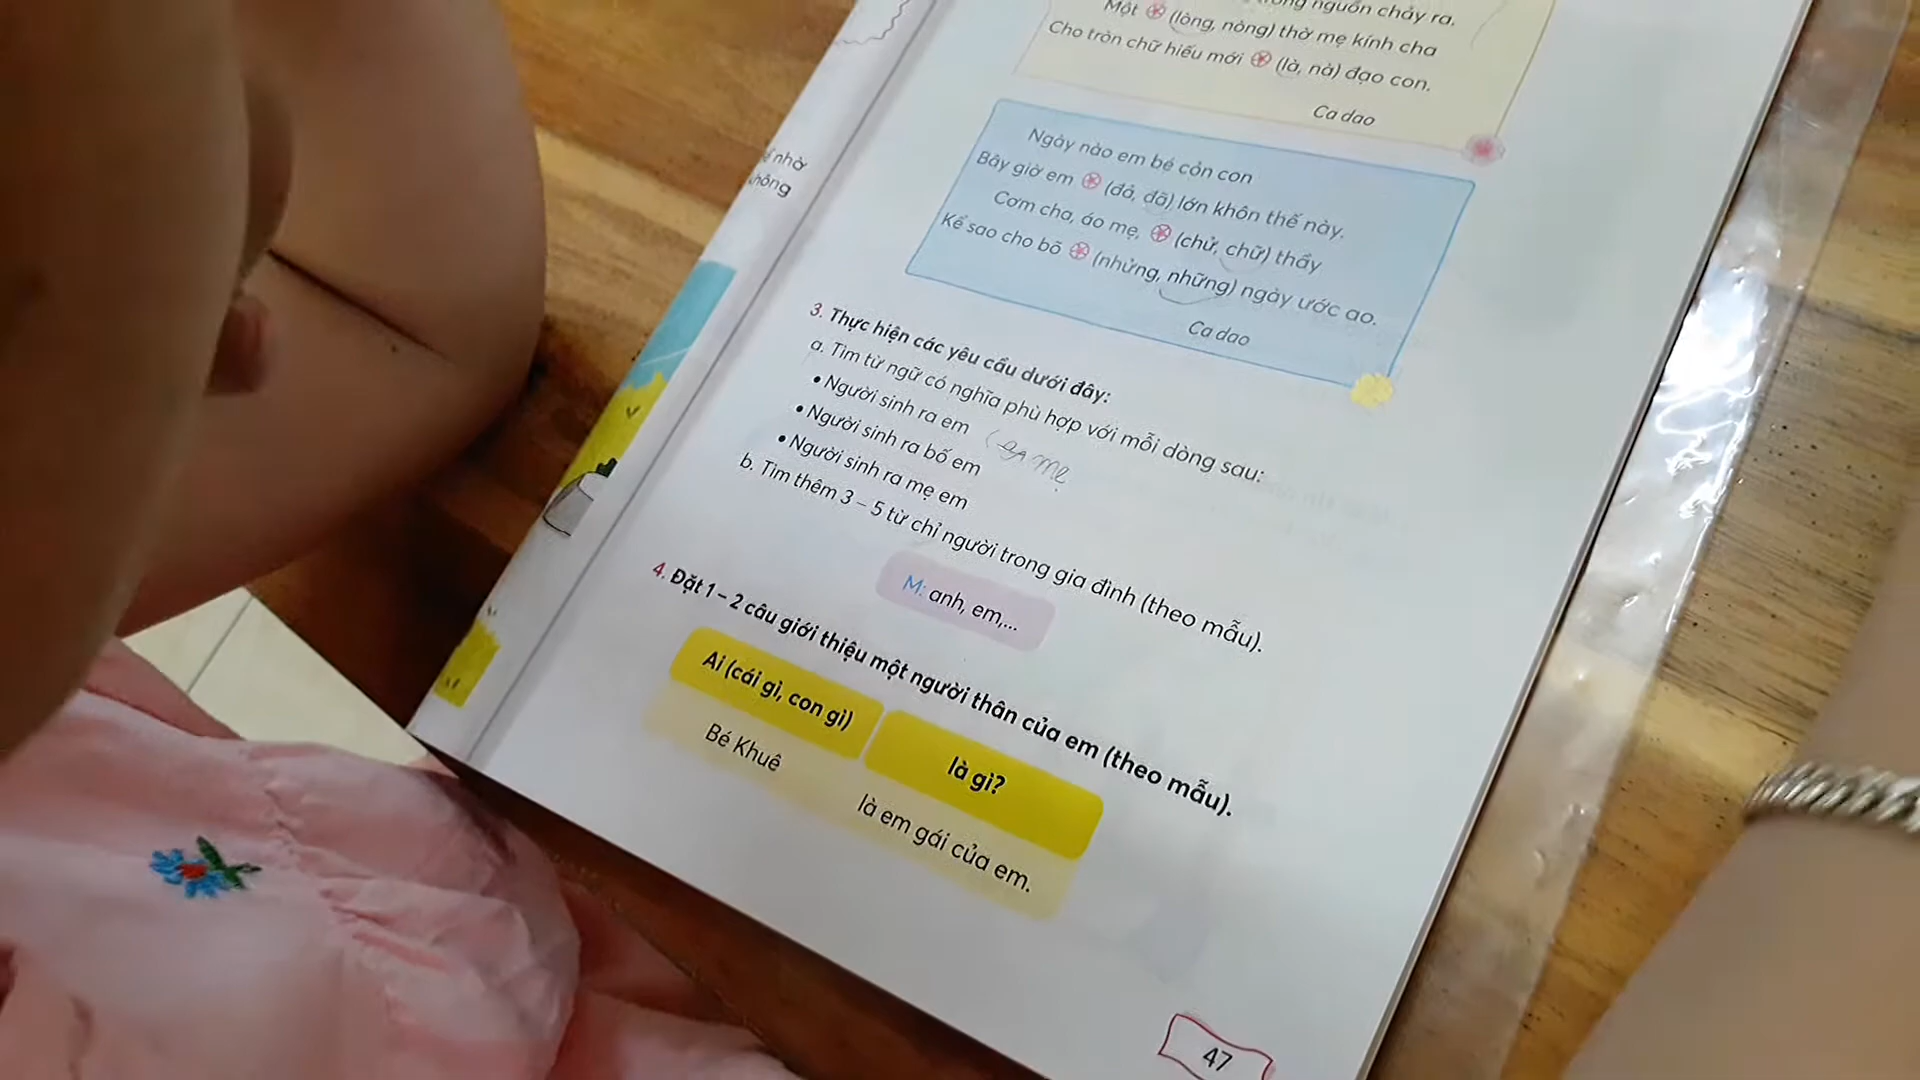 nguồn chảy ra.
Một (lòng, nòng) thờ mẹ kính cha
Cho tròn chữ hiếu mới (là, nà) đạo con.
Ca dao
Ngày nào em bé cỏn con
Bây giờ em (đả, đã) lớn khôn thế này.
Cơm cha, áo mẹ, (chử, chữ) thầy
Kể sao cho bõ (nhửng, những) ngày ước ao.
Ca dao
nhờ
không
3. Thực hiện các yêu cầu dưới đây:
a. Tìm từ ngữ có nghĩa phù hợp với mỗi dòng sau:
• Người sinh ra em
mẹ
• Người sinh ra bố em
• Người sinh ra mẹ em
b. Tìm thêm 3 – 5 từ chỉ người trong gia đình (theo mẫu).
M: anh, em,...
4. Đặt 1 – 2 câu giới thiệu một người thân của em (theo mẫu).
Ai (cái gì, con gì)
là gì?
Bé Khuê
là em gái của em.
47